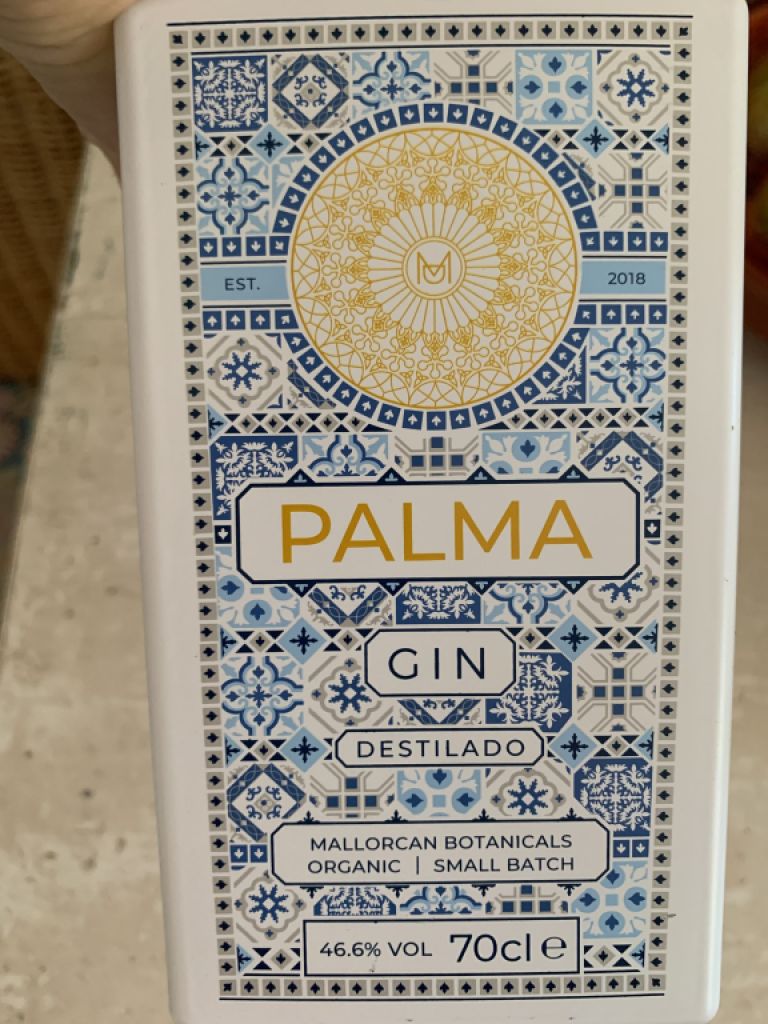 EST.
2018
PALMA
GIN
DESTILADO
MALLORCAN BOTANICALS
ORGANIC | SMALL BATCH
46.6% VOL 70cl e